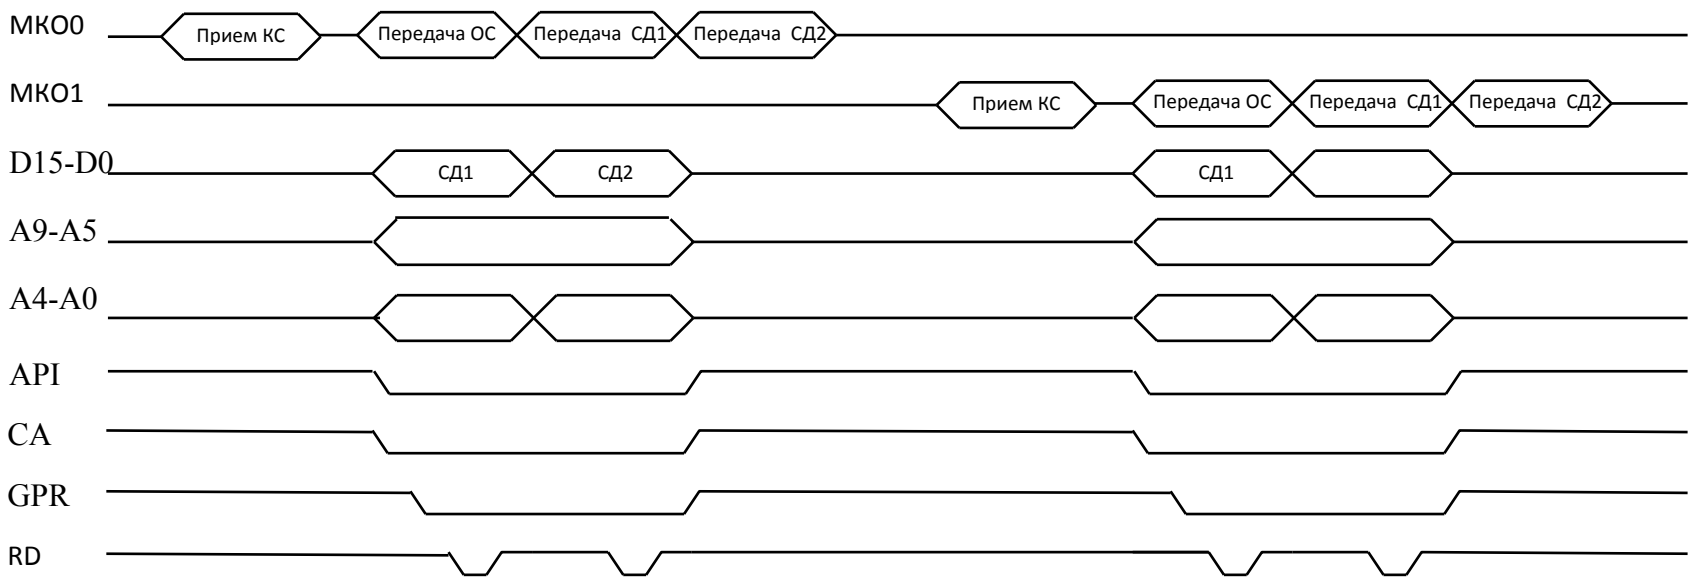 МКО0 Прием КС Передача ОС Передача СД1 Передача СД2
МКО1 Прием КС Передача ОС Передача СД1 Передача СД2
D15-D0 СД1 СД2 СД1
A9-A5
A4-A0
API
CA
GPR
RD